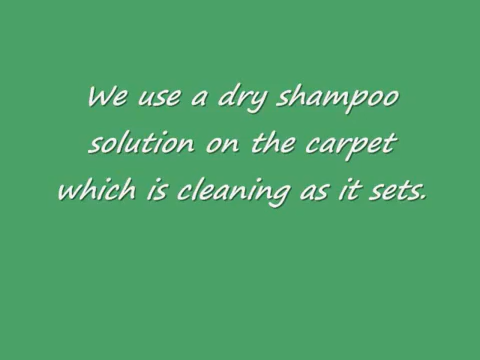 We use a dry shampoo
solution on the carpet
which is cleaning as it sets.